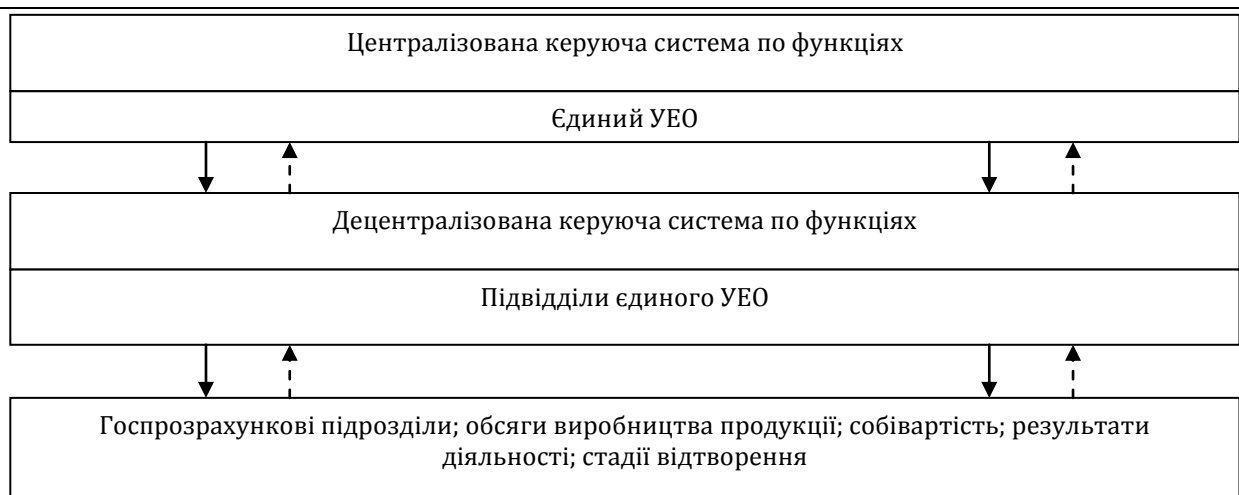 Централізована керуюча система по функціях
Єдиний УЕО
Децентралізована керуюча система по функціях
Підвідділи єдиного УЕО
Госпрозрахункові підрозділи; обсяги виробництва продукції; собівартість; результати
діяльності; стадії відтворення